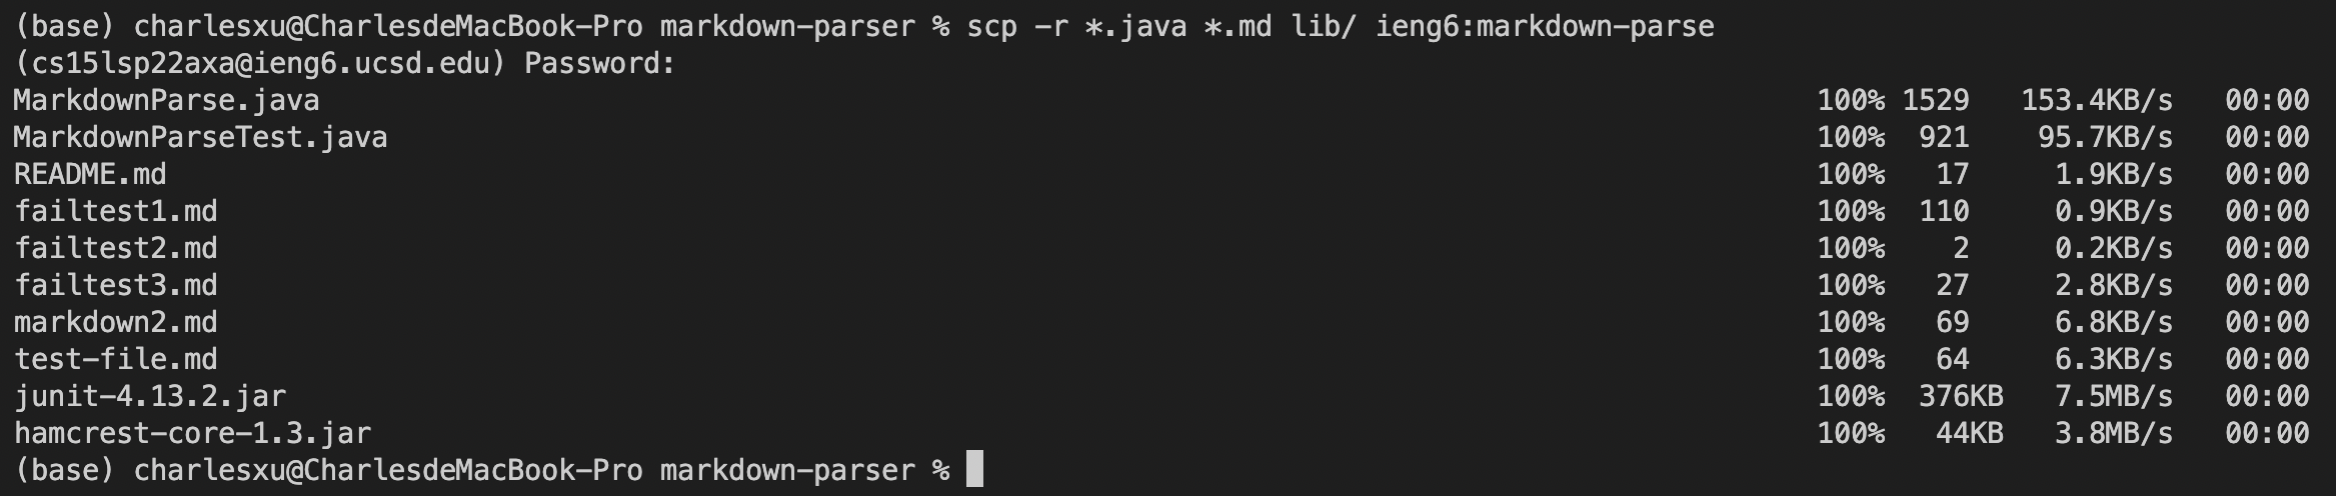 (base) charlesxu@CharlesdeMacBook-Pro markdown-parser % scp -r *.java *.md lib/ ieng6:markdown-parse
(cs15lsp22axa@ieng6.ucsd.edu) Password:
MarkdownParse.java 100% 1529 153.4KB/s 00:00
MarkdownParseTest.java 100% 921 95.7KB/s 00:00
README.md 100% 17 1.9KB/s 00:00
failtest1.md 100% 110 0.9KB/s 00:00
failtest2.md 100% 2 0.2KB/s 00:00
failtest3.md 100% 27 2.8KB/s 00:00
markdown2.md 100% 69 6.8KB/s 00:00
test-file.md 100% 64 6.3KB/s 00:00
junit-4.13.2.jar 100% 376KB 7.5MB/s 00:00
hamcrest-core-1.3.jar 100% 44KB 3.8MB/s 00:00
(base) charlesxu@CharlesdeMacBook-Pro markdown-parser %